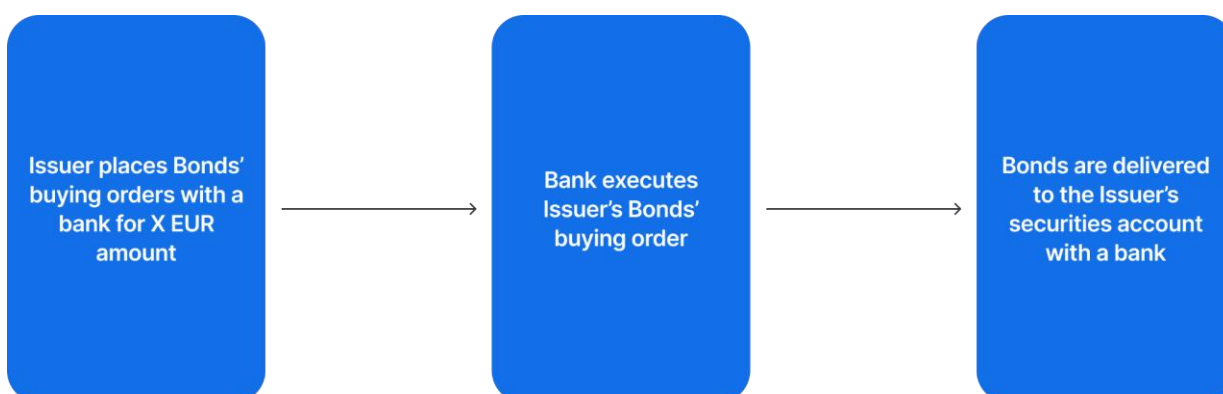 Issuer places Bonds’
buying orders with a
bank for X EUR
amount
Bank executes
Issuer’s Bonds’
buying order
Bonds are delivered
to the Issuer’s
securities account
with a bank